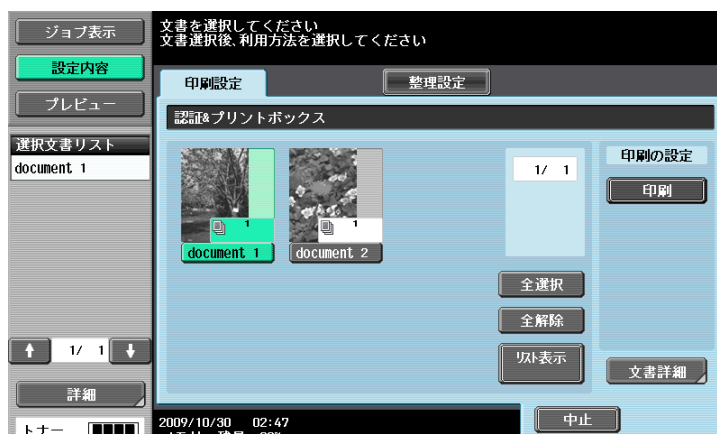 ジョブ表示
設定内容
プレビュー
選択文書リスト
document 1
1/ 1
詳細
トナー
文書を選択してください
文書選択後、利用方法を選択してください
印刷設定
整理設定
認証&プリントボックス
1
document 1
1
document 2
1/ 1
全選択
全解除
リスト表示
印刷の設定
印刷
文書詳細
2009/10/30 02:47
中止